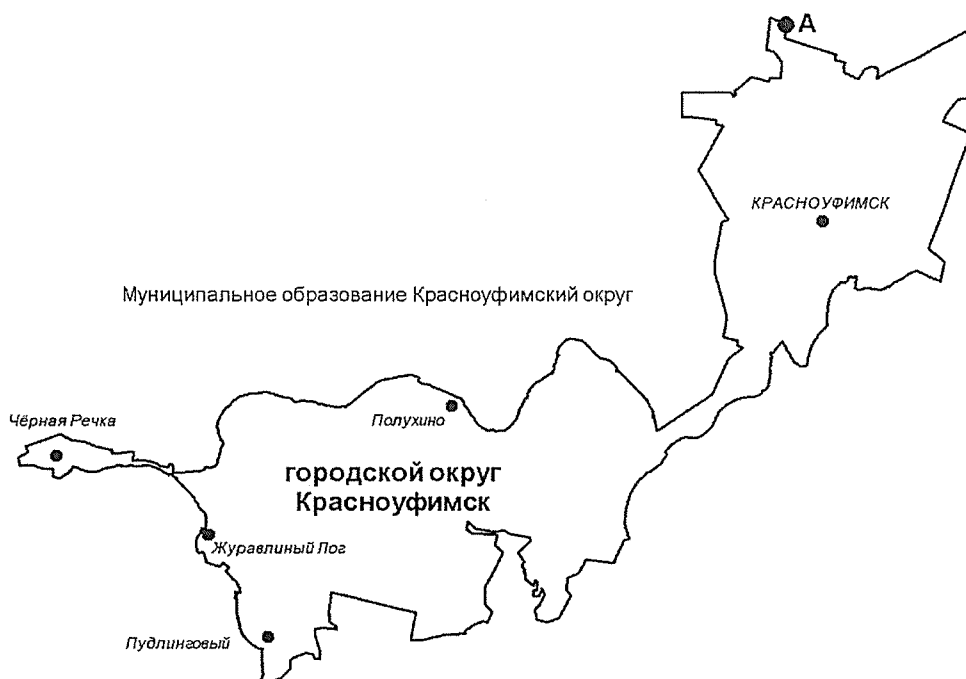 А
КРАСНОУФИМСК
Муниципальное образование Красноуфимский округ
Чёрная Речка
Полухино
городской округ
Красноуфимск
Журавлиный Лог
Пудлинговый